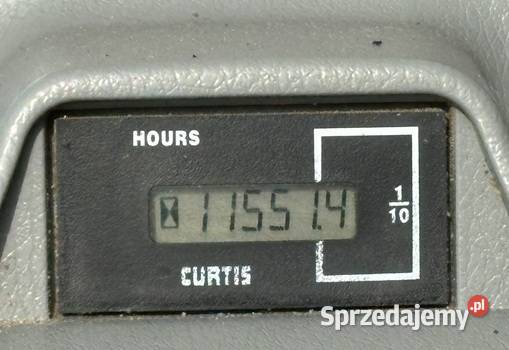 HOURS
11551.4
1
10
CURTIS
Sprzedajemy.pl